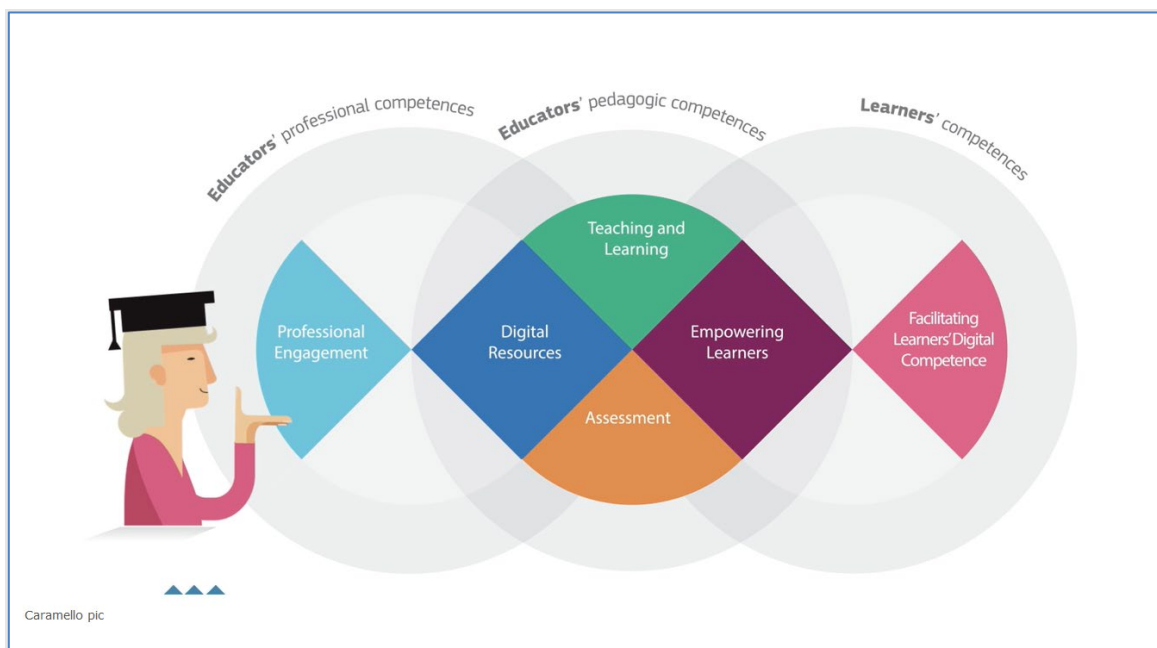 Educators' professional competences
Educators' pedagogic competences
Learners' competences
Teaching and
Learning
Professional
Engagement
Digital
Resources
Empowering
Learners
Facilitating
Learners'Digital
Competence
Assessment
Caramello pic